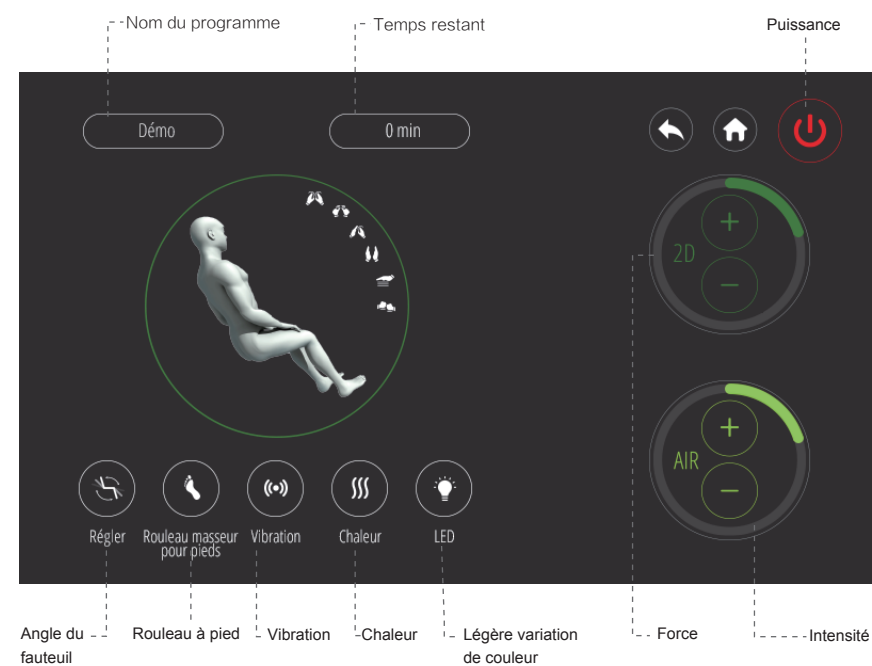 Nom du programme
Temps restant
Puissance
Démo
0 min
2D
AIR
Régler
Rouleau masseur
pour pieds
Vibration
Chaleur
LED
Angle du
fauteuil
Rouleau à pied
Vibration
Chaleur
Légère variation
de couleur
Force
Intensité